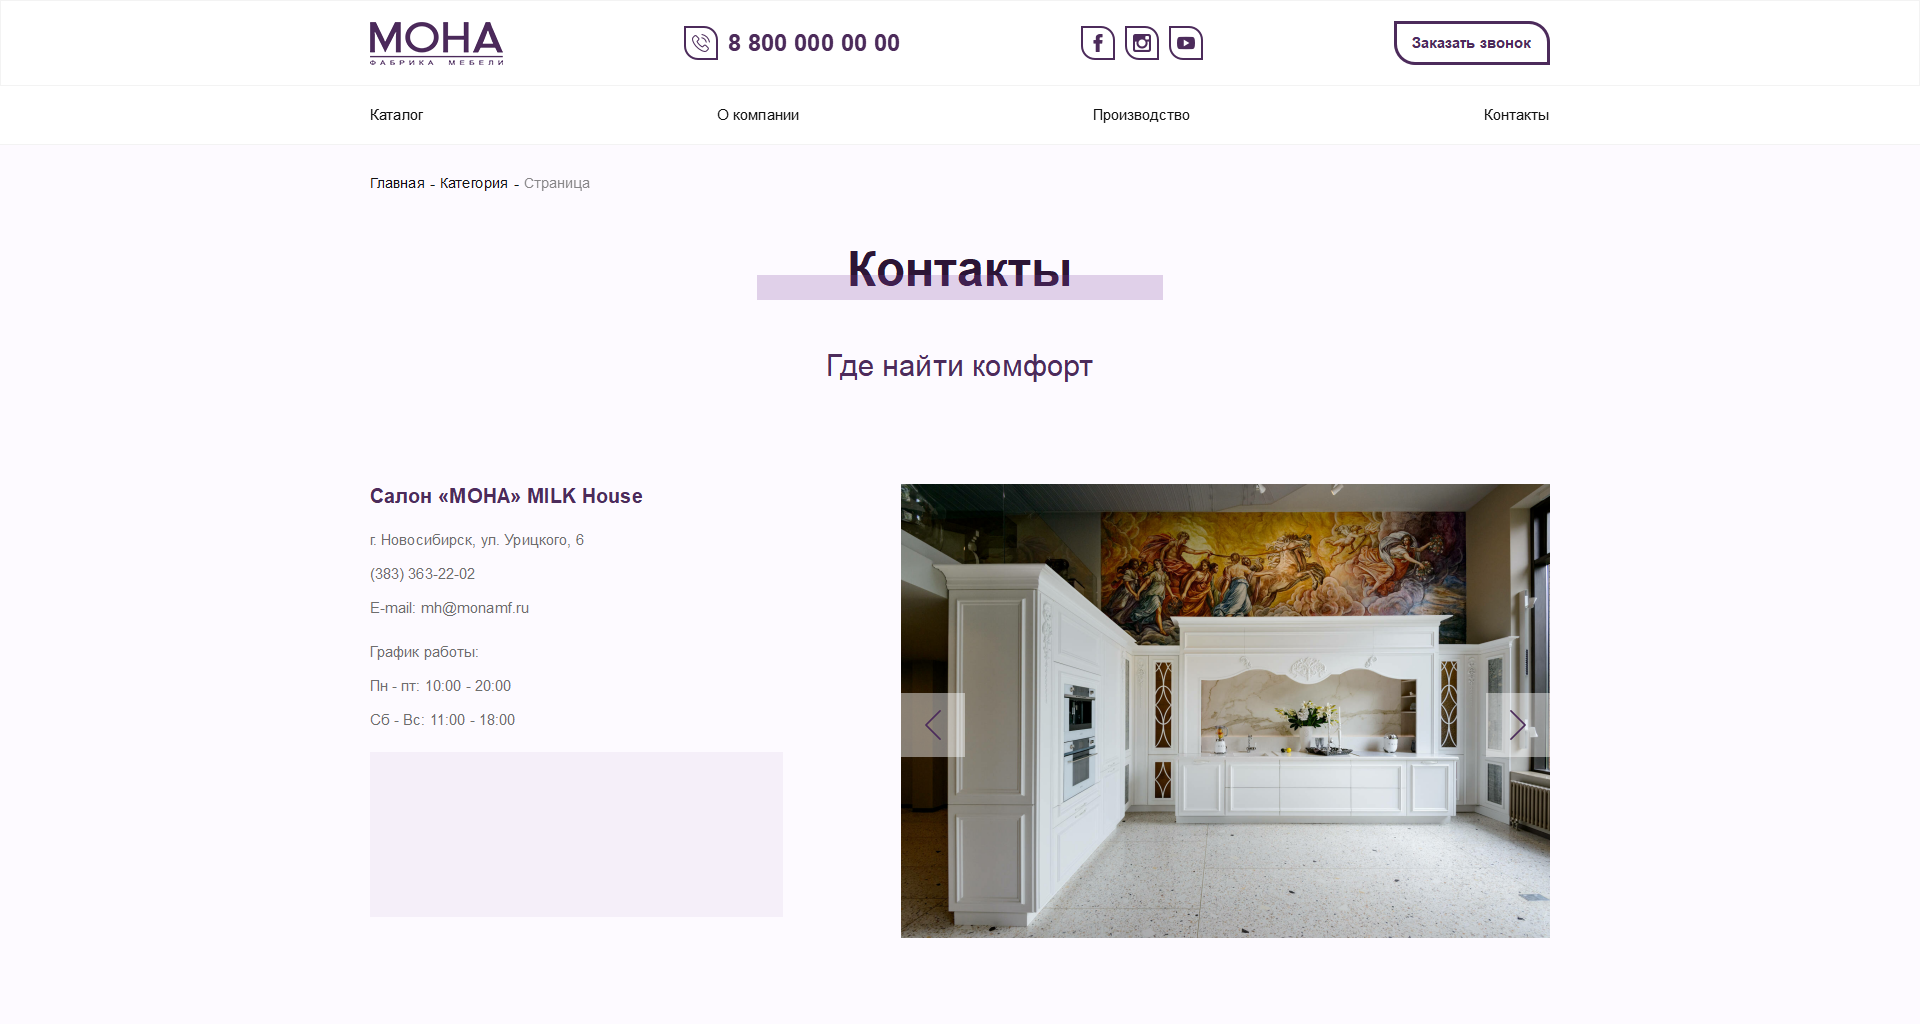 МОНА
ФАБРИКА МЕБЕЛИ
8 800 000 00 00
Заказать звонок
Каталог
О компании
Производство
Контакты
Главная - Категория - Страница
Контакты
Где найти комфорт
Салон «МОНА» MILK House
г. Новосибирск, ул. Урицкого, 6
(383) 363-22-02
E-mail: mh@monamf.ru
График работы:
Пн - пт: 10:00 - 20:00
Сб - Вс: 11:00 - 18:00